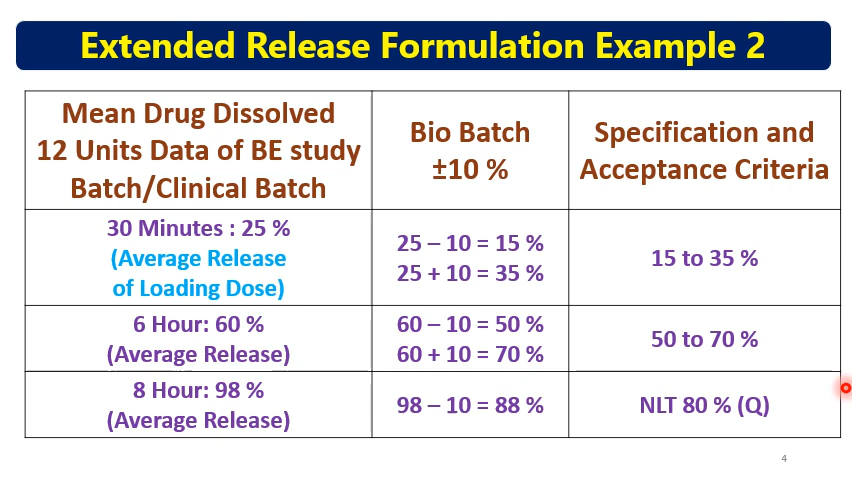 Extended Release Formulation Example 2
Mean Drug Dissolved
12 Units Data of BE study
Batch/Clinical Batch
Bio Batch
±10 %
Specification and
Acceptance Criteria
30 Minutes : 25 %
(Average Release
of Loading Dose)
25 – 10 = 15 %
25 + 10 = 35 %
15 to 35 %
6 Hour: 60 %
(Average Release)
60 – 10 = 50 %
60 + 10 = 70 %
50 to 70 %
8 Hour: 98 %
(Average Release)
98 – 10 = 88 %
NLT 80 % (Q)
4